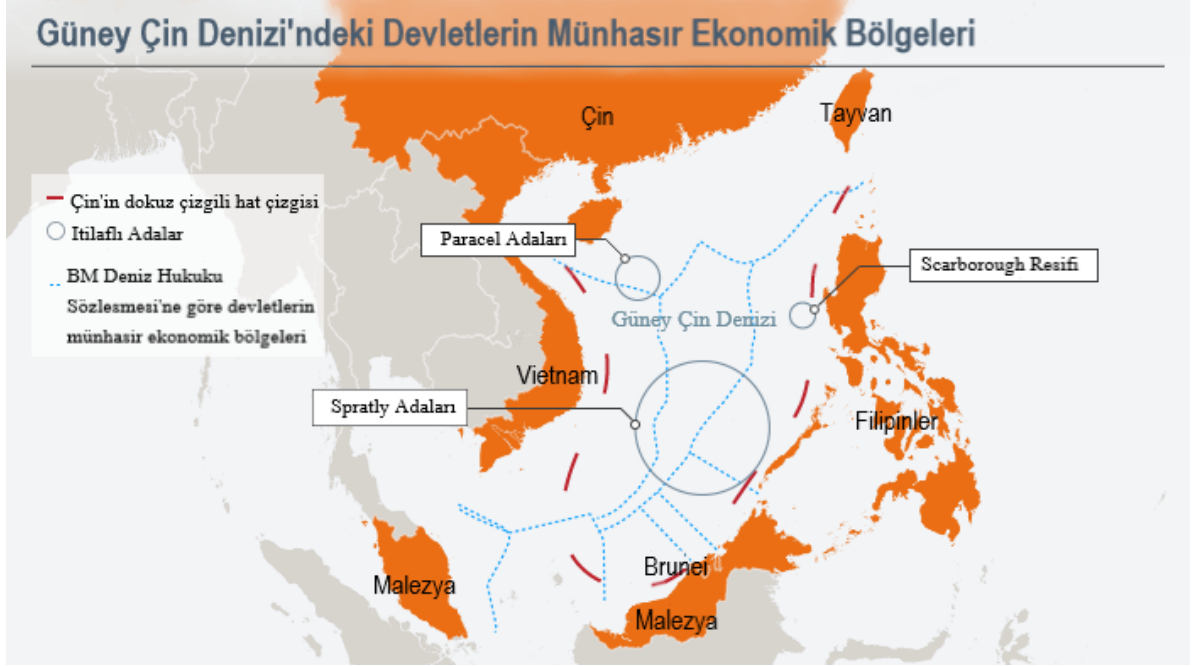 Güney Çin Denizi'ndeki Devletlerin Münhasır Ekonomik Bölgeleri
Çin
Tayvan
Çin'in dokuz çizgili hat çizgisi
Itilaflı Adalar
BM Deniz Hukuku
Sözlesmesi'ne göre devletlerin
münhasir ekonomik bölgeleri
Paracel Adaları
Scarborough Resifi
Güney Çin Denizi
Vietnam
Spratly Adaları
Filipinler
Brunei
Malezya
Malezya